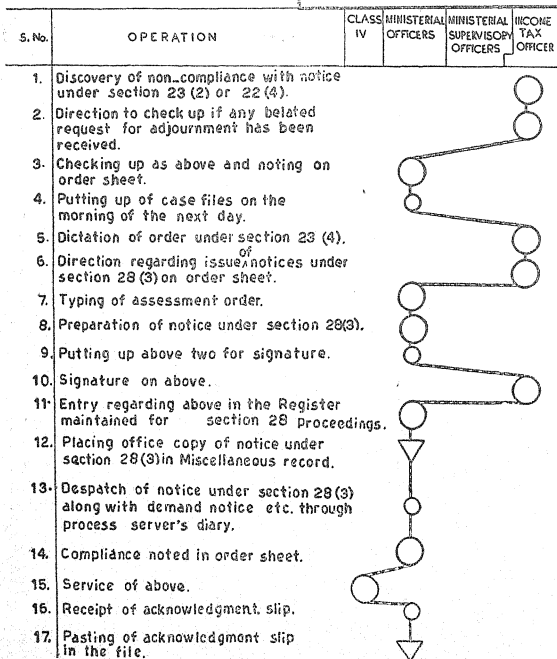 S. No. OPERATION CLASS IV MINISTERIAL OFFICERS MINISTERIAL SUPERVISORY OFFICERS INCOME TAX OFFICER
1. Discovery of non-compliance with notice
under section 23 (2) or 22 (4).
2. Direction to check up if any belated
request for adjournment has been
received.
3. Checking up as above and noting on
order sheet.
4. Putting up of case files on the
morning of the next day.
5. Dictation of order under section 23 (4).
6. Direction regarding issue of notices under
section 28 (3) on order sheet.
7. Typing of assessment order.
8. Preparation of notice under section 28(3).
9. Putting up above two for signature.
10. Signature on above.
11. Entry regarding above in the Register
maintained for section 28 proceedings.
12. Placing office copy of notice under
section 28(3) in Miscellaneous record.
13. Despatch of notice under section 28 (3)
along with demand notice etc. through
process server's diary.
14. Compliance noted in order sheet.
15. Service of above.
16. Receipt of acknowledgment slip.
17. Pasting of acknowledgment slip
in the file.